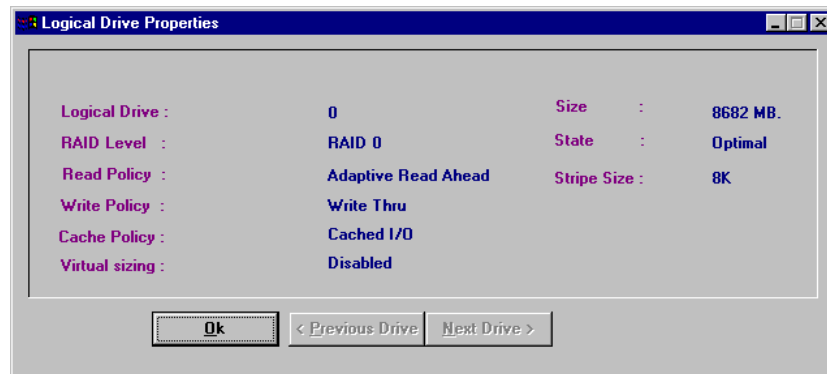 Logical Drive Properties
Logical Drive : 0 Size : 8682 MB.
RAID Level : RAID 0 State : Optimal
Read Policy : Adaptive Read Ahead Stripe Size : 8K
Write Policy : Write Thru
Cache Policy : Cached I/O
Virtual sizing : Disabled
Ok < Previous Drive Next Drive >